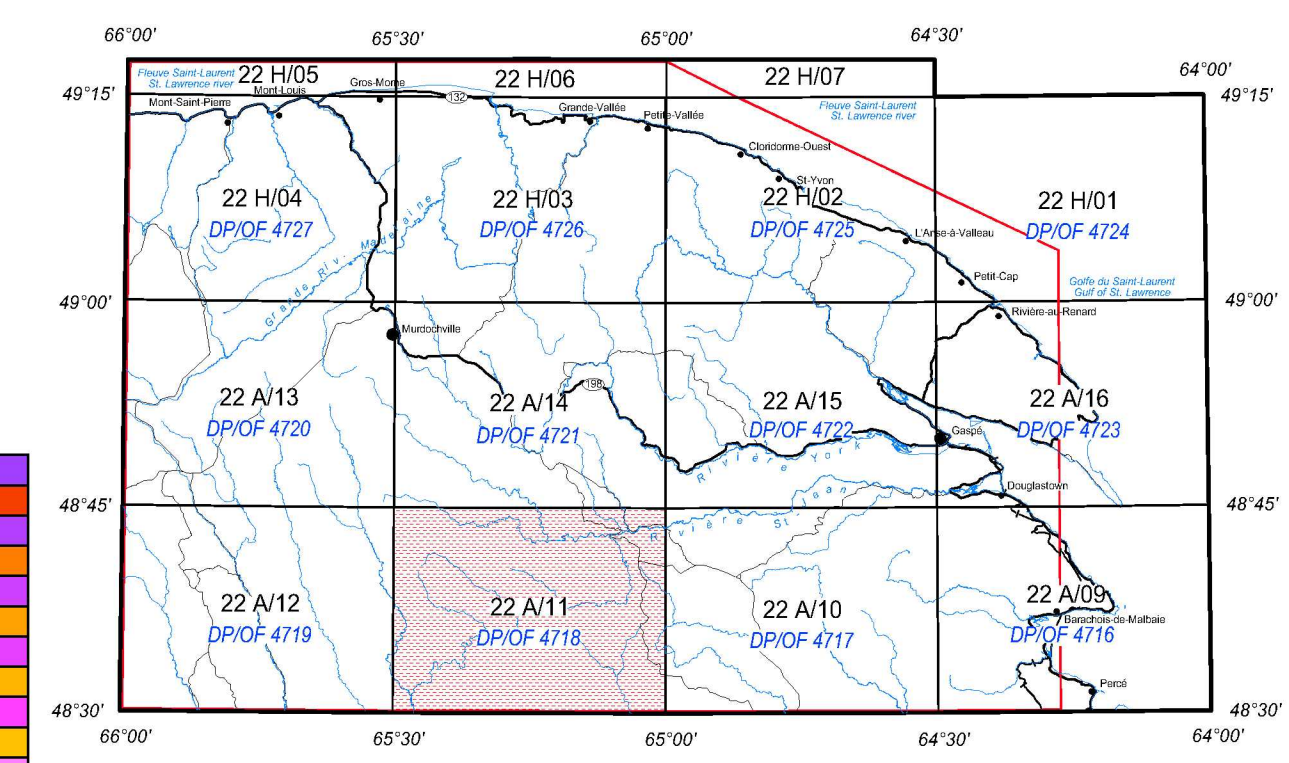 66°00'
65°30'
65°00'
64°30'
64°00'
49°15'
49°15'
Fleuve Saint-Laurent
St. Lawrence river
22 H/05
Mont-Louis
Gros-Morne
22 H/06
22 H/07
Mont-Saint-Pierre
132
Grande-Vallée
Petite-Vallée
Fleuve Saint-Laurent
St. Lawrence river
Cloridorme-Ouest
St-Yvon
22 H/04
DP/OF 4727
22 H/03
DP/OF 4726
22 H/02
DP/OF 4725
22 H/01
DP/OF 4724
L'Anse-à-Valleau
Grande Riv. Madelaine
Petit-Cap
Golfe du Saint-Laurent
Gulf of St. Lawrence
49°00'
49°00'
Rivière-au-Renard
Murdochville
198
22 A/13
DP/OF 4720
22 A/14
DP/OF 4721
22 A/15
DP/OF 4722
22 A/16
DP/OF 4723
Gaspé
Rivière York
Douglastown
48°45'
48°45'
Rivière St Jean
22 A/12
DP/OF 4719
22 A/11
DP/OF 4718
22 A/10
DP/OF 4717
22 A/09
Barachois-de-Malbaie
DP/OF 4716
Percé
48°30'
48°30'
66°00'
65°30'
65°00'
64°30'
64°00'